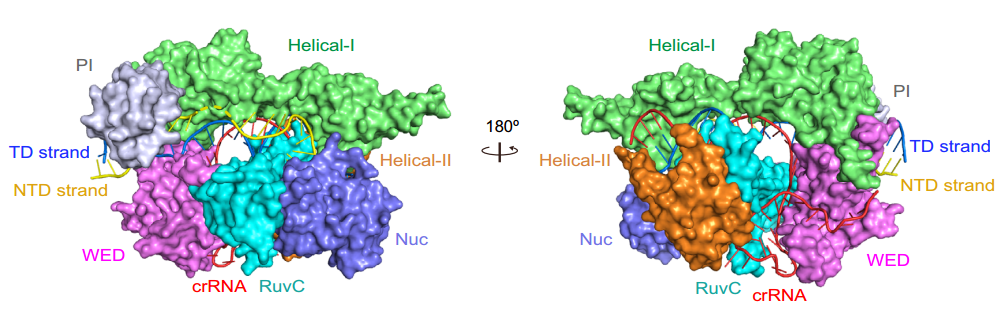 Helical-I
PI
TD strand
NTD strand
Helical-II
WED
Nuc
crRNA
RuvC
180º
Helical-I
PI
TD strand
Helical-II
NTD strand
Nuc
WED
RuvC
crRNA